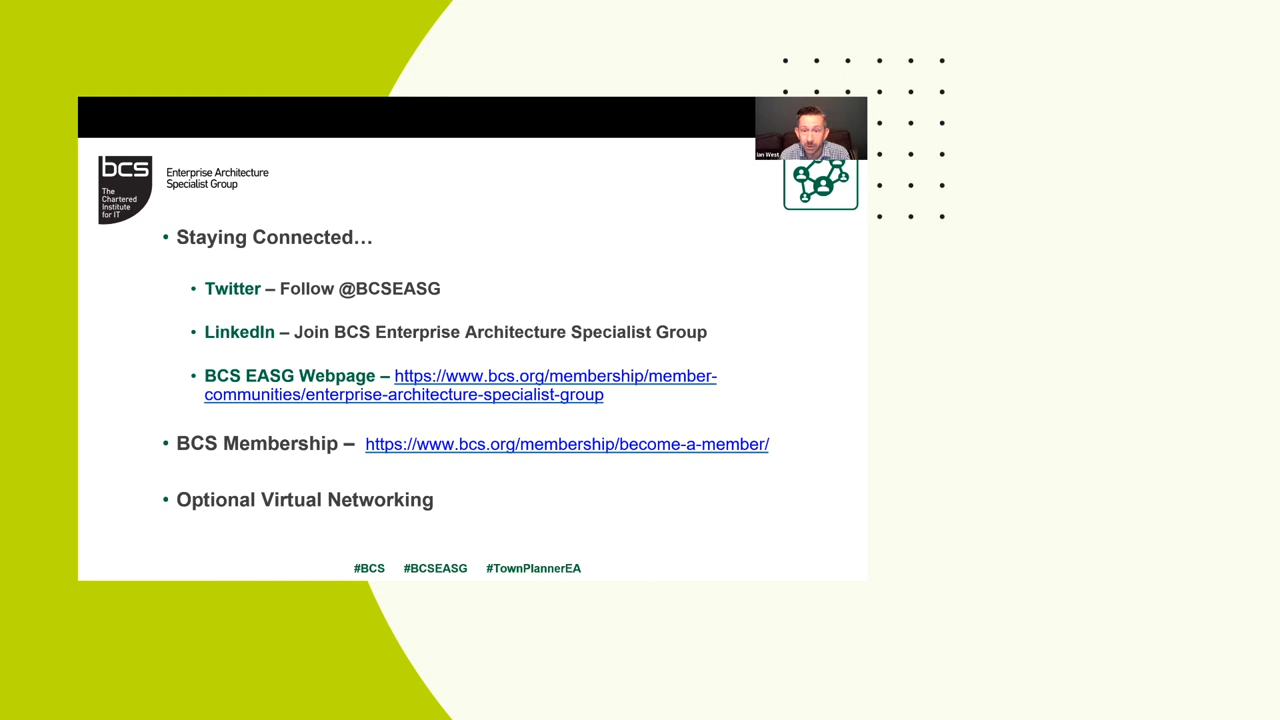 Ian West
bcs
The
Chartered
Institute
for IT
Enterprise Architecture
Specialist Group
• Staying Connected…
• Twitter – Follow @BCSEASG
• LinkedIn – Join BCS Enterprise Architecture Specialist Group
• BCS EASG Webpage – https://www.bcs.org/membership/member-
communities/enterprise-architecture-specialist-group
• BCS Membership – https://www.bcs.org/membership/become-a-member/
• Optional Virtual Networking
#BCS #BCSEASG #TownPlannerEA